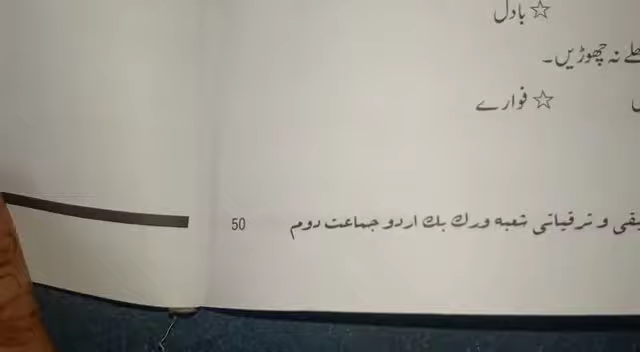 ☆ بادل
نہ چھوڑیں۔
☆ فوارے
و ترقیاتی شعبہ ورک بک اردو جماعت دوم 50